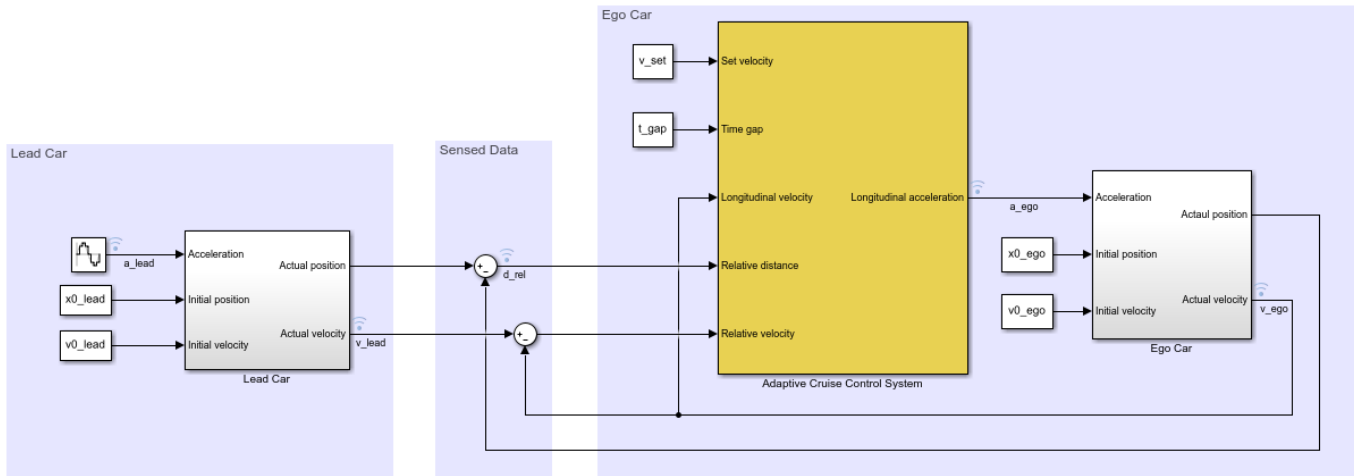 Lead Car
a_lead
x0_lead
v0_lead
Acceleration
Initial position
Initial velocity
Actual position
Actual velocity
Lead Car
v_lead
Sensed Data
+
−
d_rel
+
−
Ego Car
v_set
t_gap
Set velocity
Time gap
Longitudinal velocity
Relative distance
Relative velocity
Longitudinal acceleration
Adaptive Cruise Control System
a_ego
x0_ego
v0_ego
Acceleration
Initial position
Initial velocity
Actaul position
Actual velocity
Ego Car
v_ego